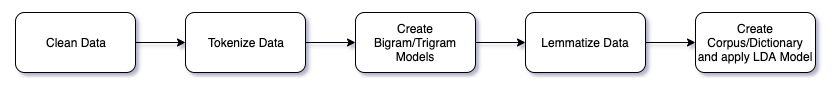 Clean Data
Tokenize Data
Create
Bigram/Trigram
Models
Lemmatize Data
Create
Corpus/Dictionary
and apply LDA Model